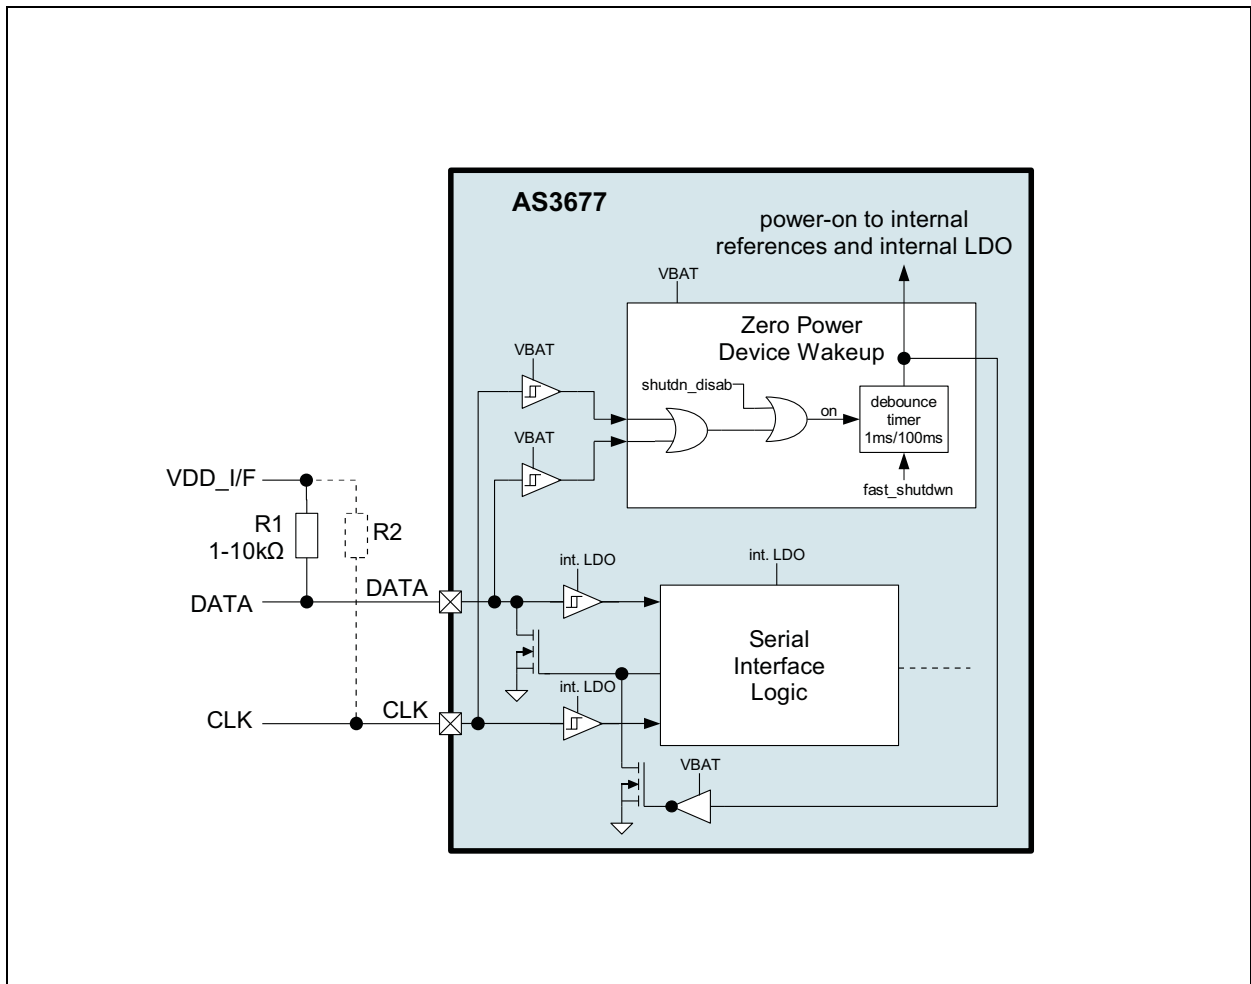 AS3677
power-on to internal
references and internal LDO
VBAT
Zero Power
Device Wakeup
VBAT
shutdn_disab
on
debounce
timer
1ms/100ms
VBAT
fast_shutdwn
VDD_I/F
R1
1-10kΩ
R2
int. LDO
int. LDO
DATA
DATA
Serial
Interface
Logic
int. LDO
CLK
CLK
VBAT